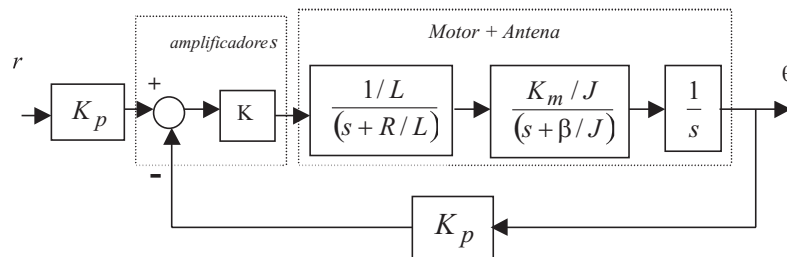 amplificadores
Motor + Antena
r
K_p
+
K
1/L
(s + R/L)
K_m / J
(s + β/J)
1
s
θ
-
K_p